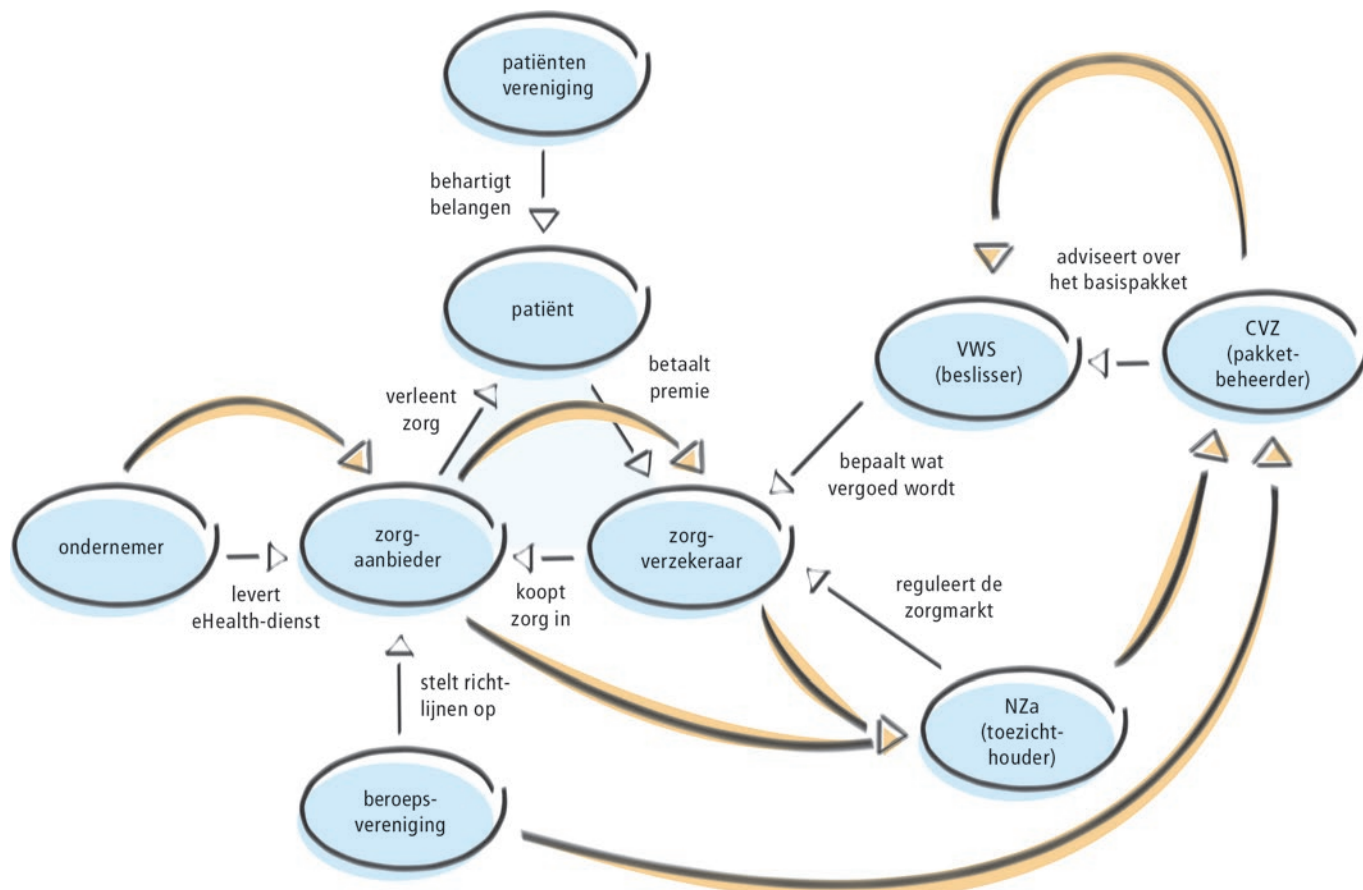 patiënten
vereniging
behartigt
belangen
patiënt
adviseert over
het basispakket
VWS
(beslisser)
CVZ
(pakket-
beheerder)
verleent
zorg
betaalt
premie
bepaalt wat
vergoed wordt
ondernemer
zorg-
aanbieder
zorg-
verzekeraar
levert
eHealth-dienst
koopt
zorg in
reguleert de
zorgmarkt
stelt richt-
lijnen op
NZa
(toezicht-
houder)
beroeps-
vereniging